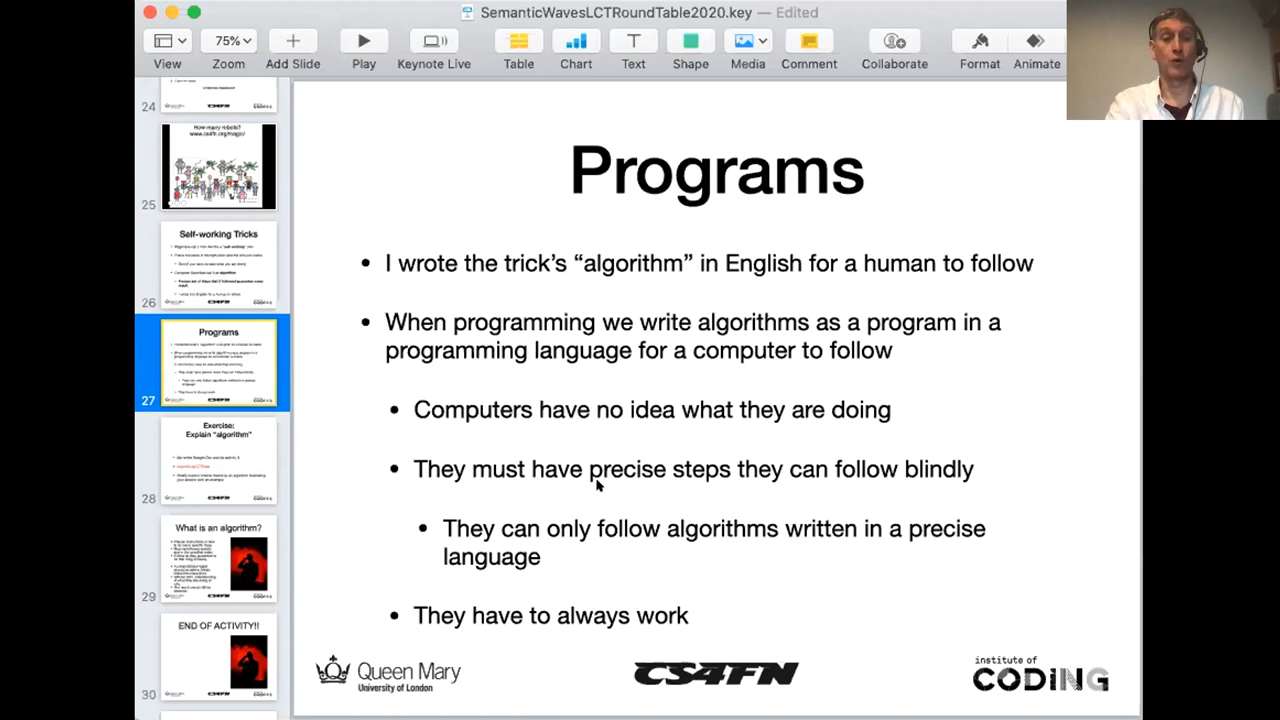 SemanticWavesLCTRoundTable2020.key — Edited
75%
View
Zoom
Add Slide
Play
Keynote Live
Table
Chart
Text
Shape
Media
Comment
Collaborate
Format
Animate
24
How many robots?
www.cs4fn.org/magic/
25
Self-working Tricks
26
Programs
27
Exercise:
Explain "algorithm"
28
What is an algorithm?
29
END OF ACTIVITY!!
30
Programs
• I wrote the trick's “algorithm” in English for a human to follow
• When programming we write algorithms as a program in a
programming language for a computer to follow
• Computers have no idea what they are doing
• They must have precise steps they can follow blindly
• They can only follow algorithms written in a precise
language
• They have to always work
Queen Mary
University of London
CS4FN
institute of
CODING